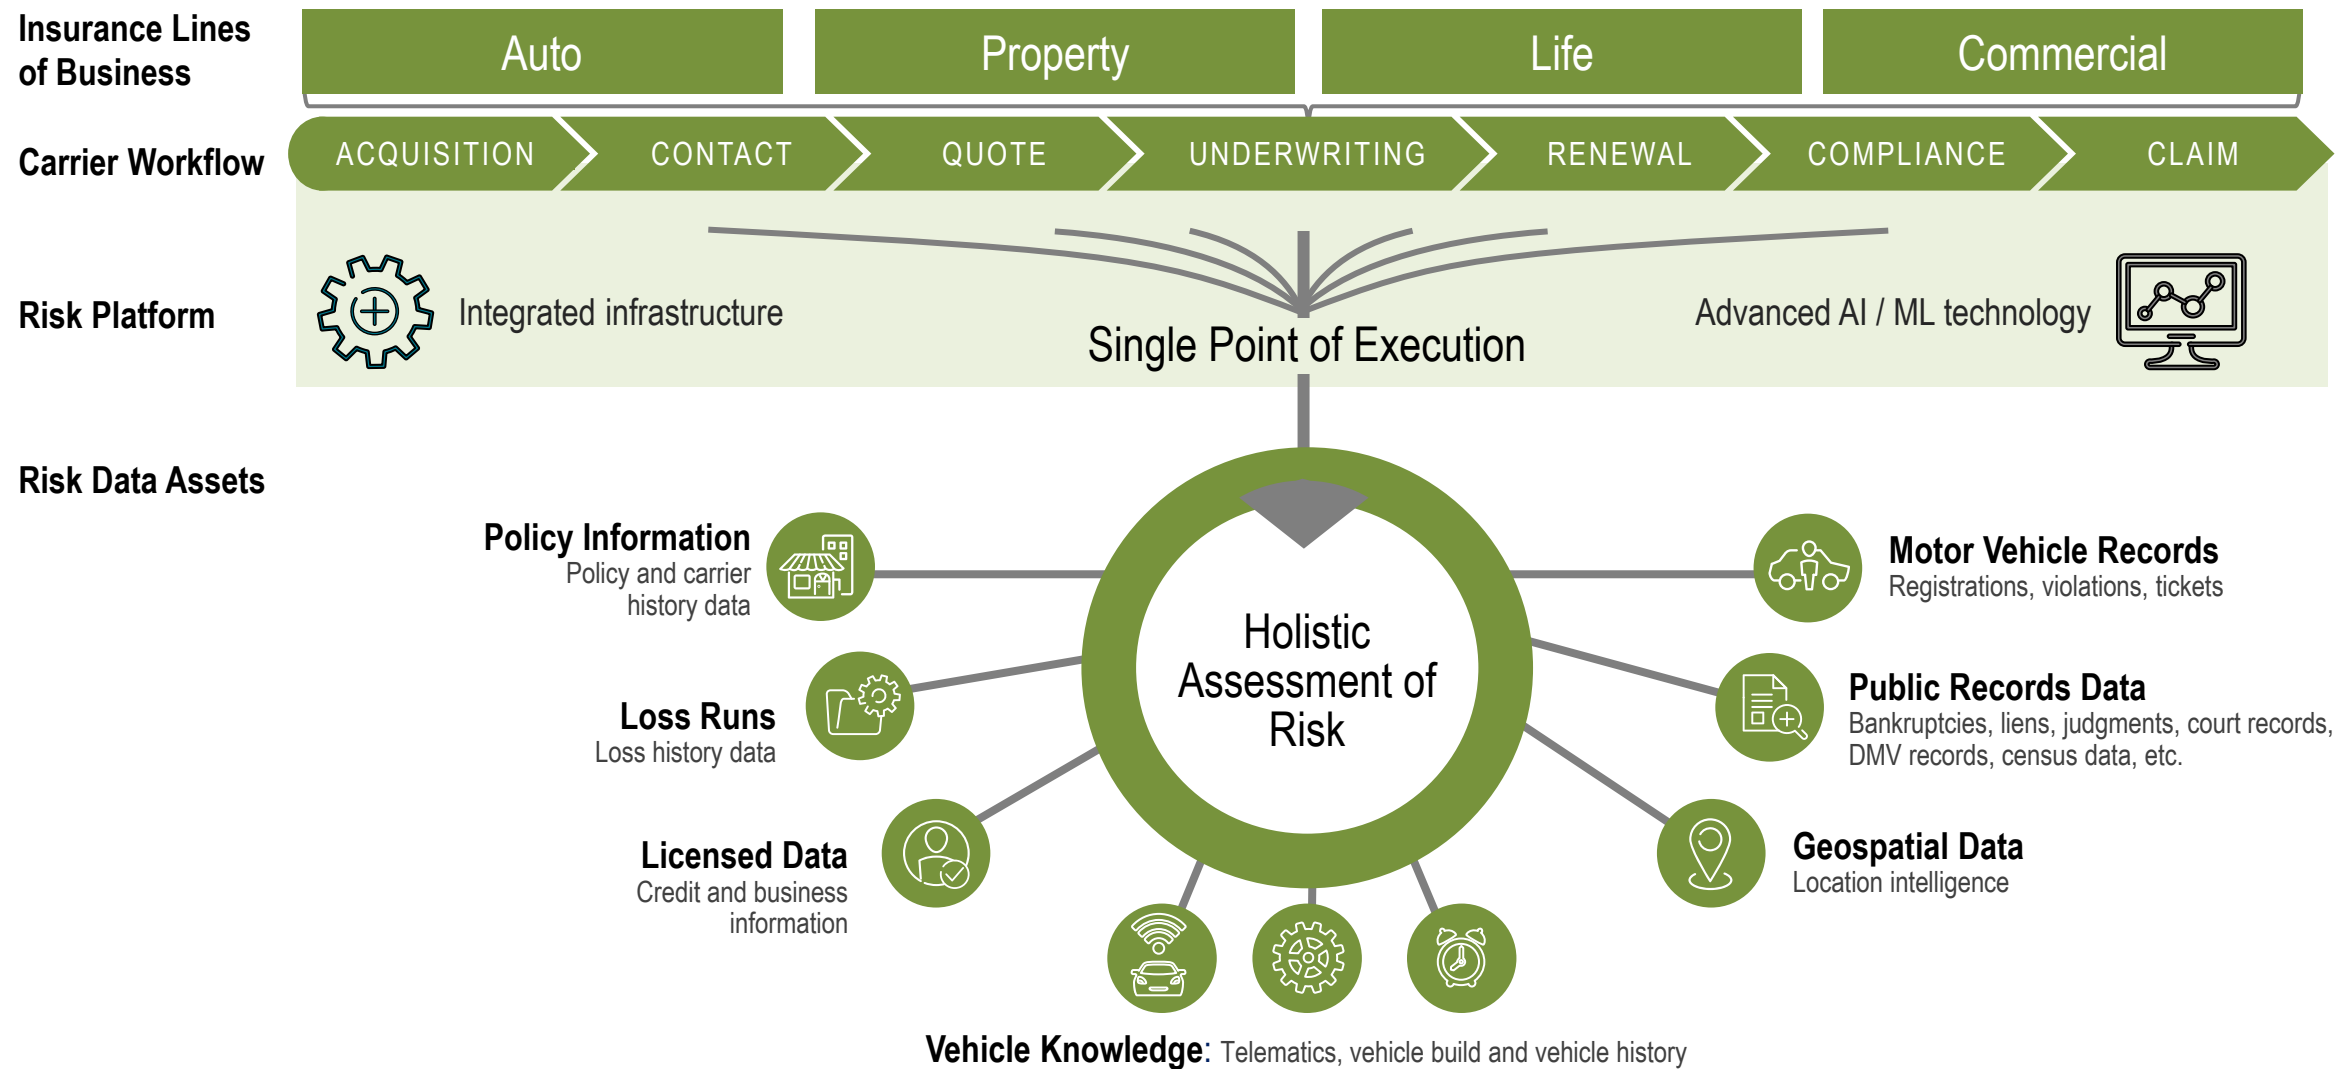 Insurance Lines
of Business
Auto
Property
Life
Commercial
Carrier Workflow
ACQUISITION
CONTACT
QUOTE
UNDERWRITING
RENEWAL
COMPLIANCE
CLAIM
Risk Platform
Integrated infrastructure
Single Point of Execution
Advanced AI / ML technology
Risk Data Assets
Policy Information
Policy and carrier
history data
Loss Runs
Loss history data
Licensed Data
Credit and business
information
Holistic
Assessment of
Risk
Motor Vehicle Records
Registrations, violations, tickets
Public Records Data
Bankruptcies, liens, judgments, court records,
DMV records, census data, etc.
Geospatial Data
Location intelligence
Vehicle Knowledge: Telematics, vehicle build and vehicle history